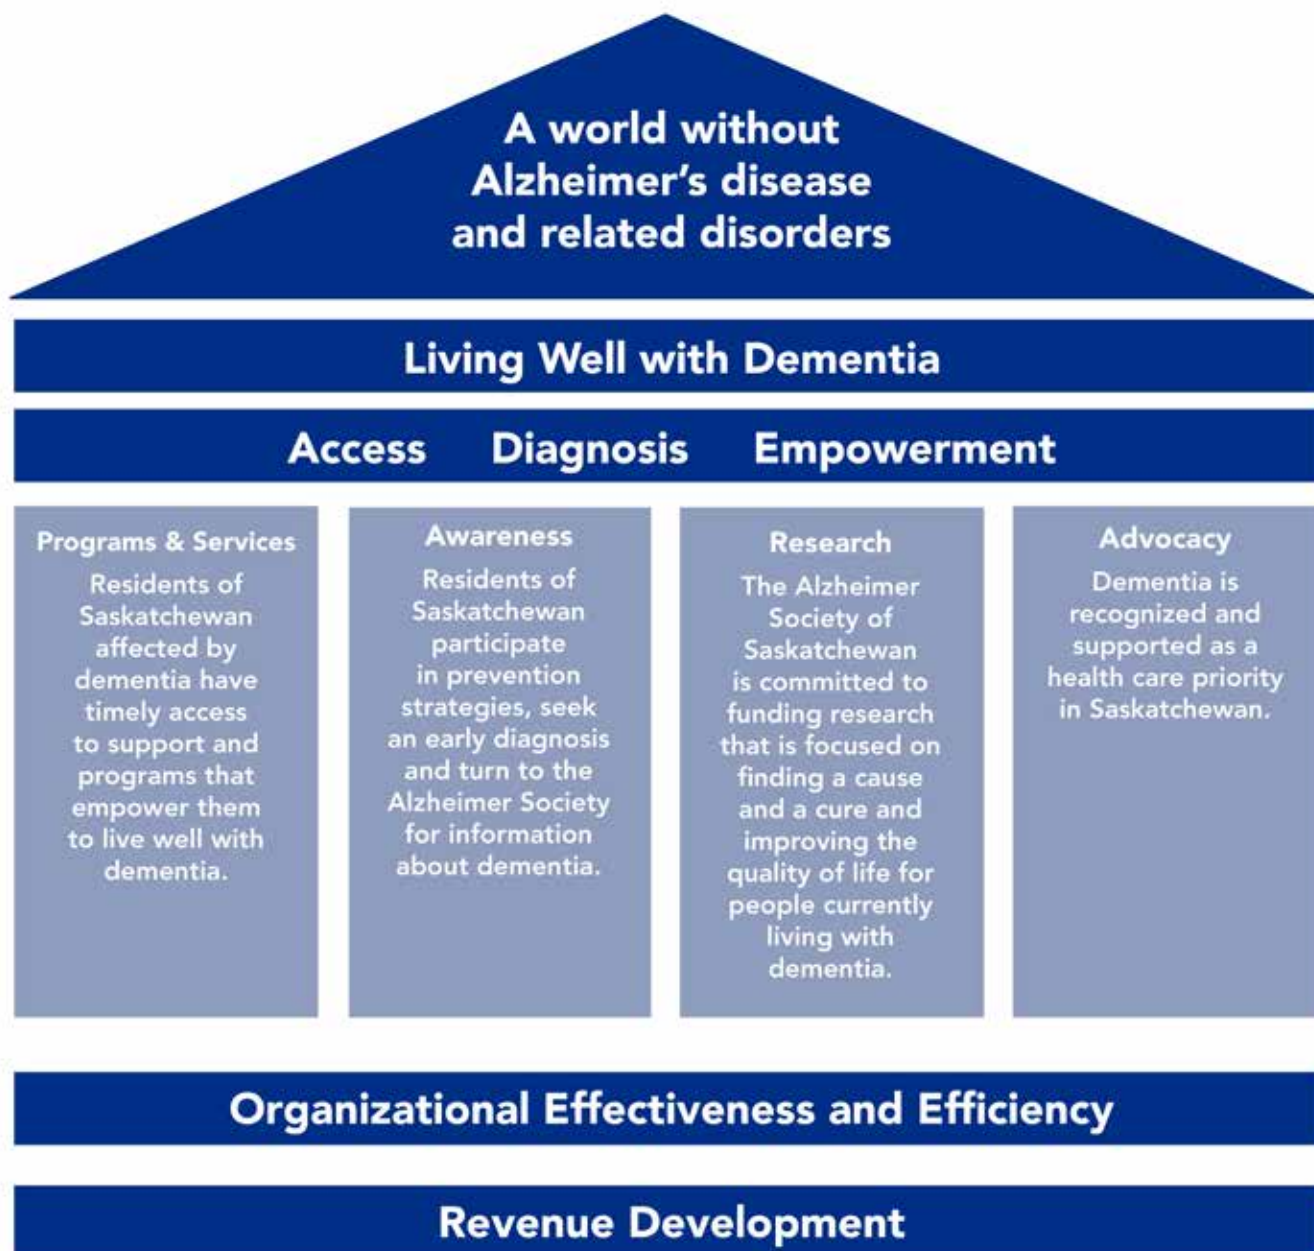 A world without
Alzheimer's disease
and related disorders
Living Well with Dementia
Access Diagnosis Empowerment
Programs & Services
Residents of
Saskatchewan
affected by
dementia have
timely access
to support and
programs that
empower them
to live well with
dementia.
Awareness
Residents of
Saskatchewan
participate
in prevention
strategies, seek
an early diagnosis
and turn to the
Alzheimer Society
for information
about dementia.
Research
The Alzheimer
Society of
Saskatchewan
is committed to
funding research
that is focused on
finding a cause
and a cure and
improving the
quality of life for
people currently
living with
dementia.
Advocacy
Dementia is
recognized and
supported as a
health care priority
in Saskatchewan.
Organizational Effectiveness and Efficiency
Revenue Development